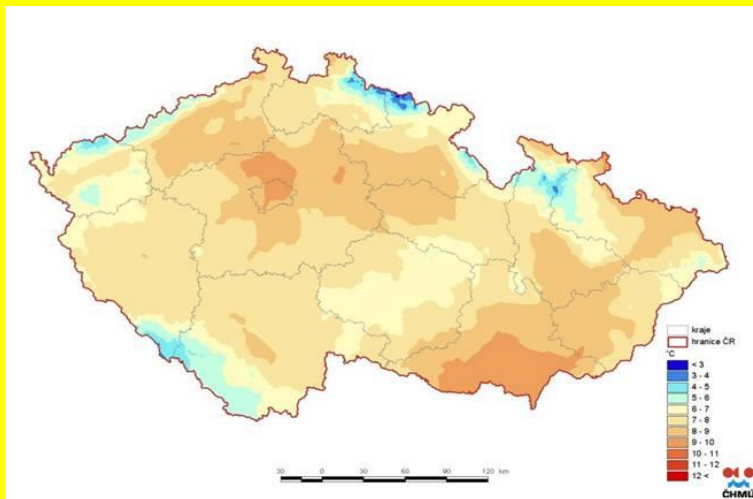 kraje
hranice ČR
°C
< 3
3 - 4
4 - 5
5 - 6
6 - 7
7 - 8
8 - 9
9 - 10
10 - 11
11 - 12
12 <
30 0 30 60 90 120 km
ČHMÚ